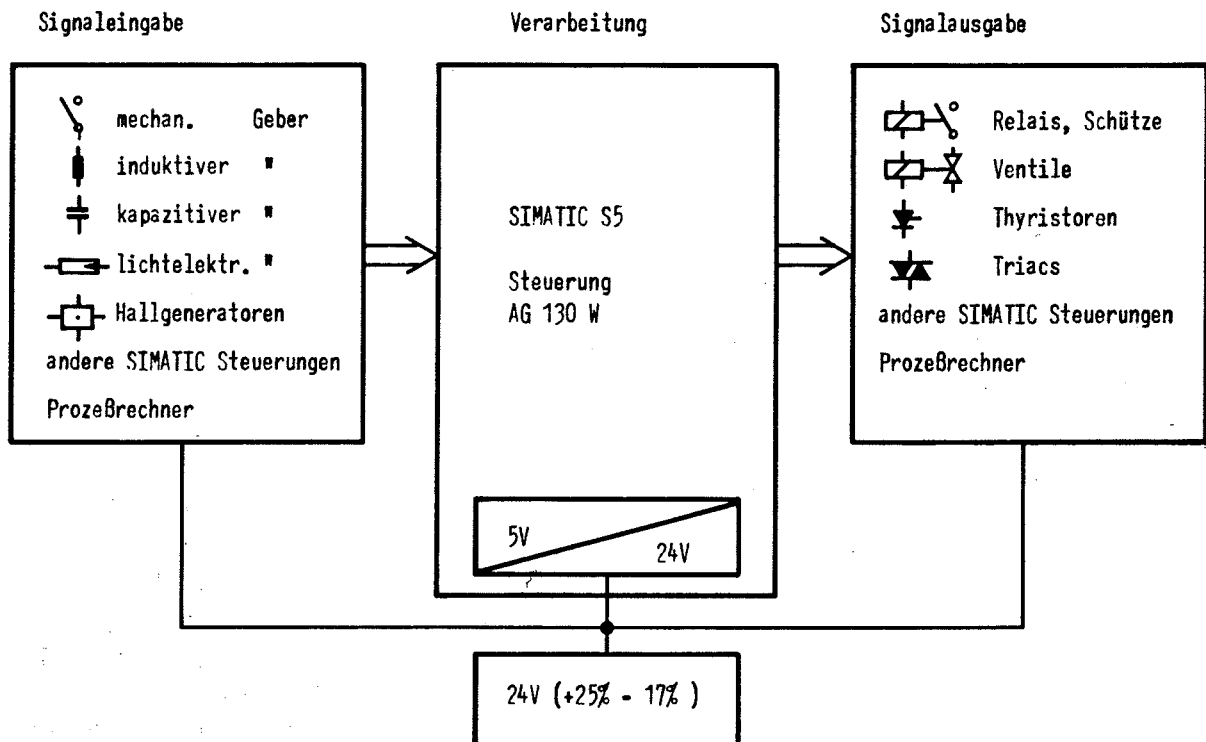 Signaleingabe
mechan. Geber
induktiver "
kapazitiver "
lichtelektr. "
Hallgeneratoren
andere SIMATIC Steuerungen
Prozeßrechner
Verarbeitung
SIMATIC S5
Steuerung
AG 130 W
5V
24V
Signalausgabe
Relais, Schütze
Ventile
Thyristoren
Triacs
andere SIMATIC Steuerungen
Prozeßrechner
24V (+25% - 17% )